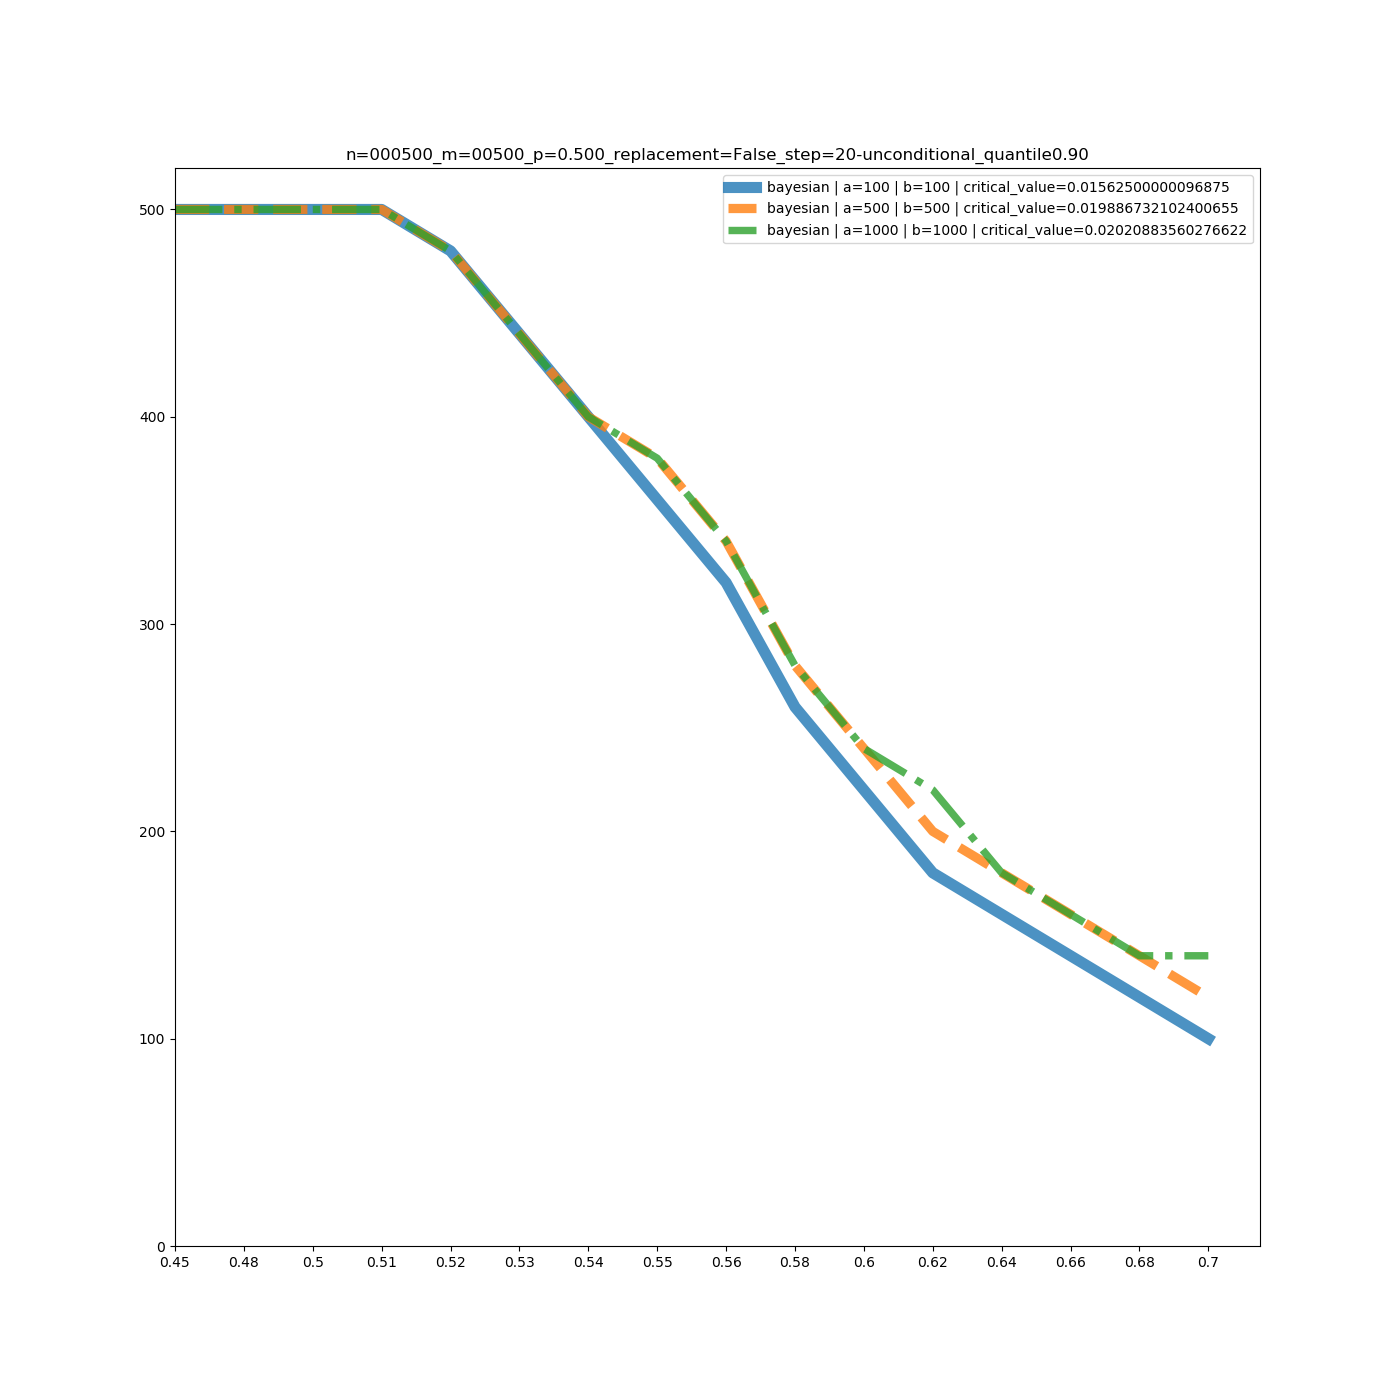 n=000500_m=00500_p=0.500_replacement=False_step=20-unconditional_quantile0.90
bayesian | a=100 | b=100 | critical_value=0.01562500000096875
bayesian | a=500 | b=500 | critical_value=0.019886732102400655
bayesian | a=1000 | b=1000 | critical_value=0.02020883560276622
500
400
300
200
100
0
0.45 0.48 0.5 0.51 0.52 0.53 0.54 0.55 0.56 0.58 0.6 0.62 0.64 0.66 0.68 0.7